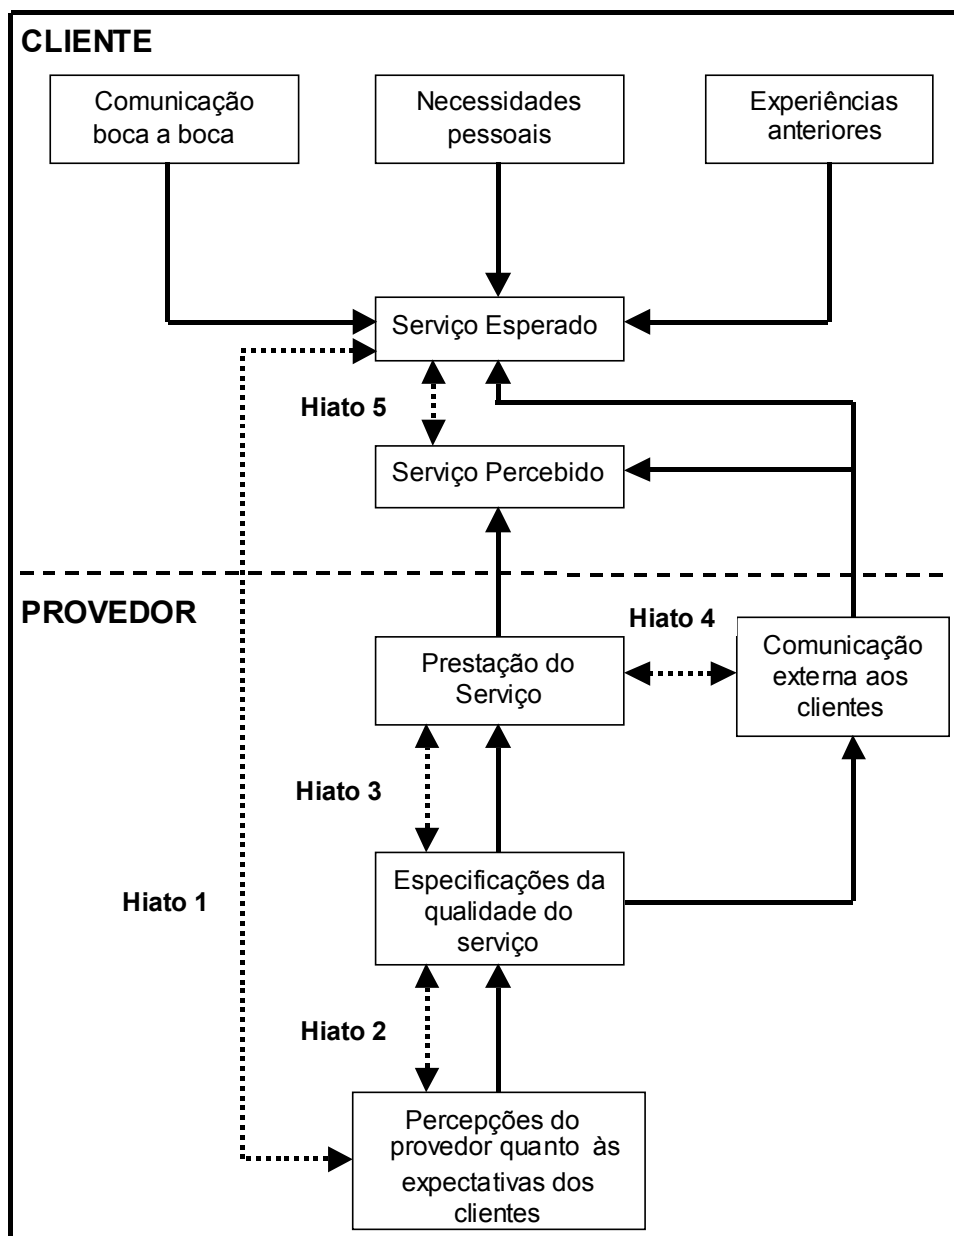 CLIENTE
Comunicação
boca a boca
Necessidades
pessoais
Experiências
anteriores
Serviço Esperado
Hiato 5
Serviço Percebido
PROVEDOR
Hiato 4
Prestação do
Serviço
Comunicação
externa aos
clientes
Hiato 3
Especificações da
qualidade do
serviço
Hiato 1
Hiato 2
Percepções do
provedor quanto às
expectativas dos
clientes